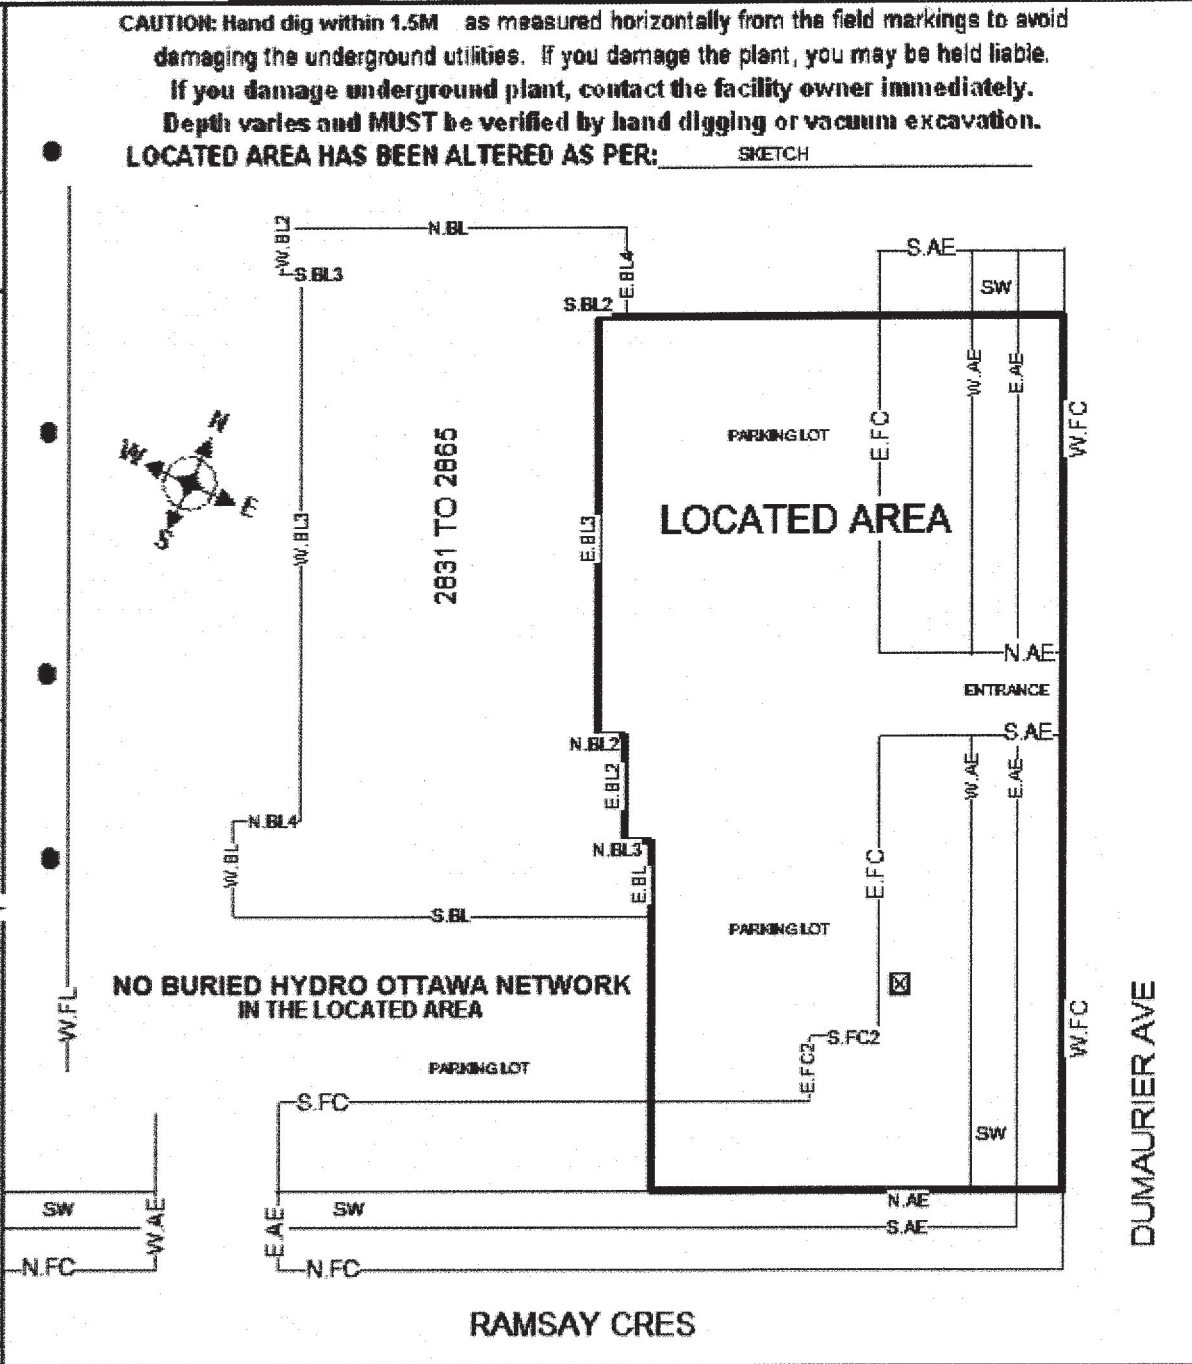 CAUTION: Hand dig within 1.5M as measured horizontally from the field markings to avoid
damaging the underground utilities. If you damage the plant, you may be held liable.
If you damage underground plant, contact the facility owner immediately.
Depth varies and MUST be verified by hand digging or vacuum excavation.
LOCATED AREA HAS BEEN ALTERED AS PER: SKETCH
W.BL2
N.BL
S.BL3
E.BL4
S.BL2
S.AE
SW
W.AE
E.AE
W.FC
E.FC
PARKING LOT
N
W
E
S
2831 TO 2865
LOCATED AREA
W.BL3
E.BL3
N.AE
ENTRANCE
S.AE
N.BL2
E.BL2
W.AE
E.AE
N.BL4
N.BL3
W.BL
E.BL
E.FC
S.BL
PARKING LOT
NO BURIED HYDRO OTTAWA NETWORK
IN THE LOCATED AREA
W.FL
W.FC
S.FC2
E.FC2
PARKING LOT
S.FC
SW
DUMAURIER AVE
SW
W.AE
E.AE
SW
N.AE
S.AE
N.FC
N.FC
RAMSAY CRES